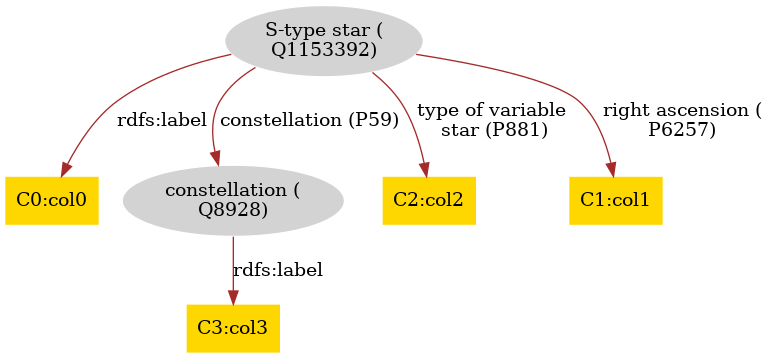 S-type star (
Q1153392)
rdfs:label
constellation (P59)
type of variable
star (P881)
right ascension (
P6257)
C0:col0
constellation (
Q8928)
C2:col2
C1:col1
rdfs:label
C3:col3